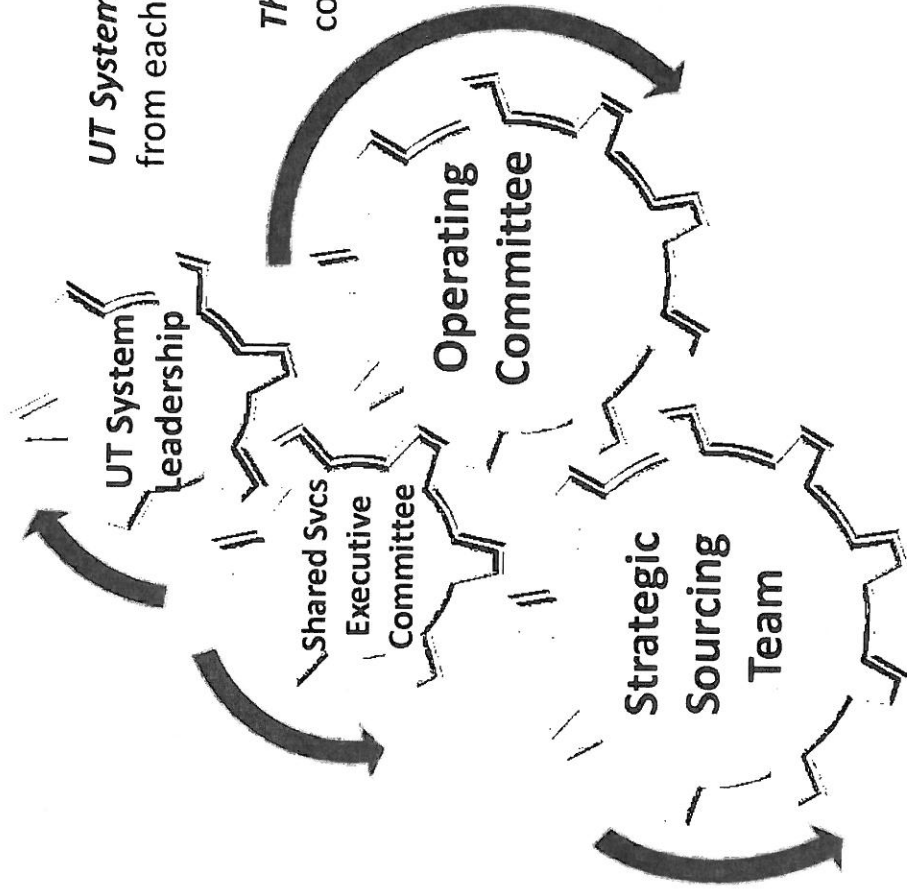 UT System
Leadership
UT System
from each
Th
co
Shared Svcs
Executive
Committee
Operating
Committee
Strategic
Sourcing
Team